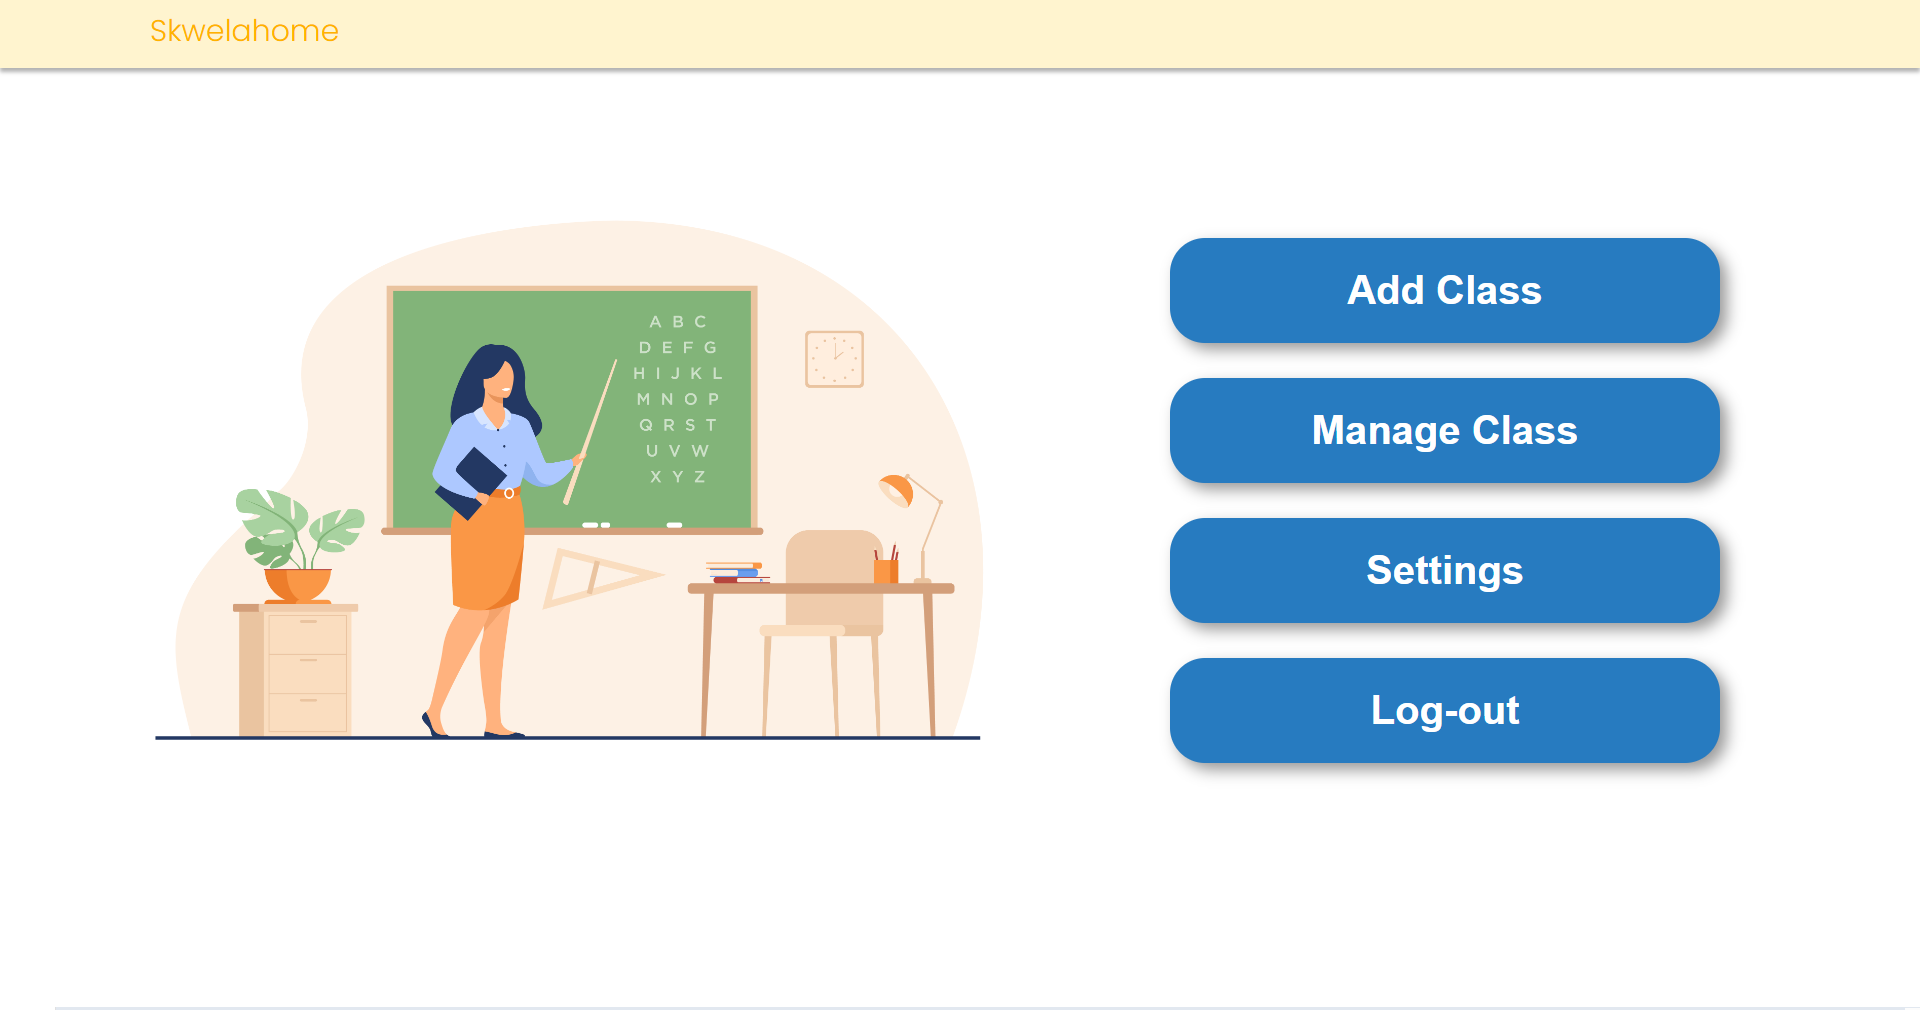 Skwelahome
A B C
D E F G
H I J K L
M N O P
Q R S T
U V W
X Y Z
Add Class
Manage Class
Settings
Log-out